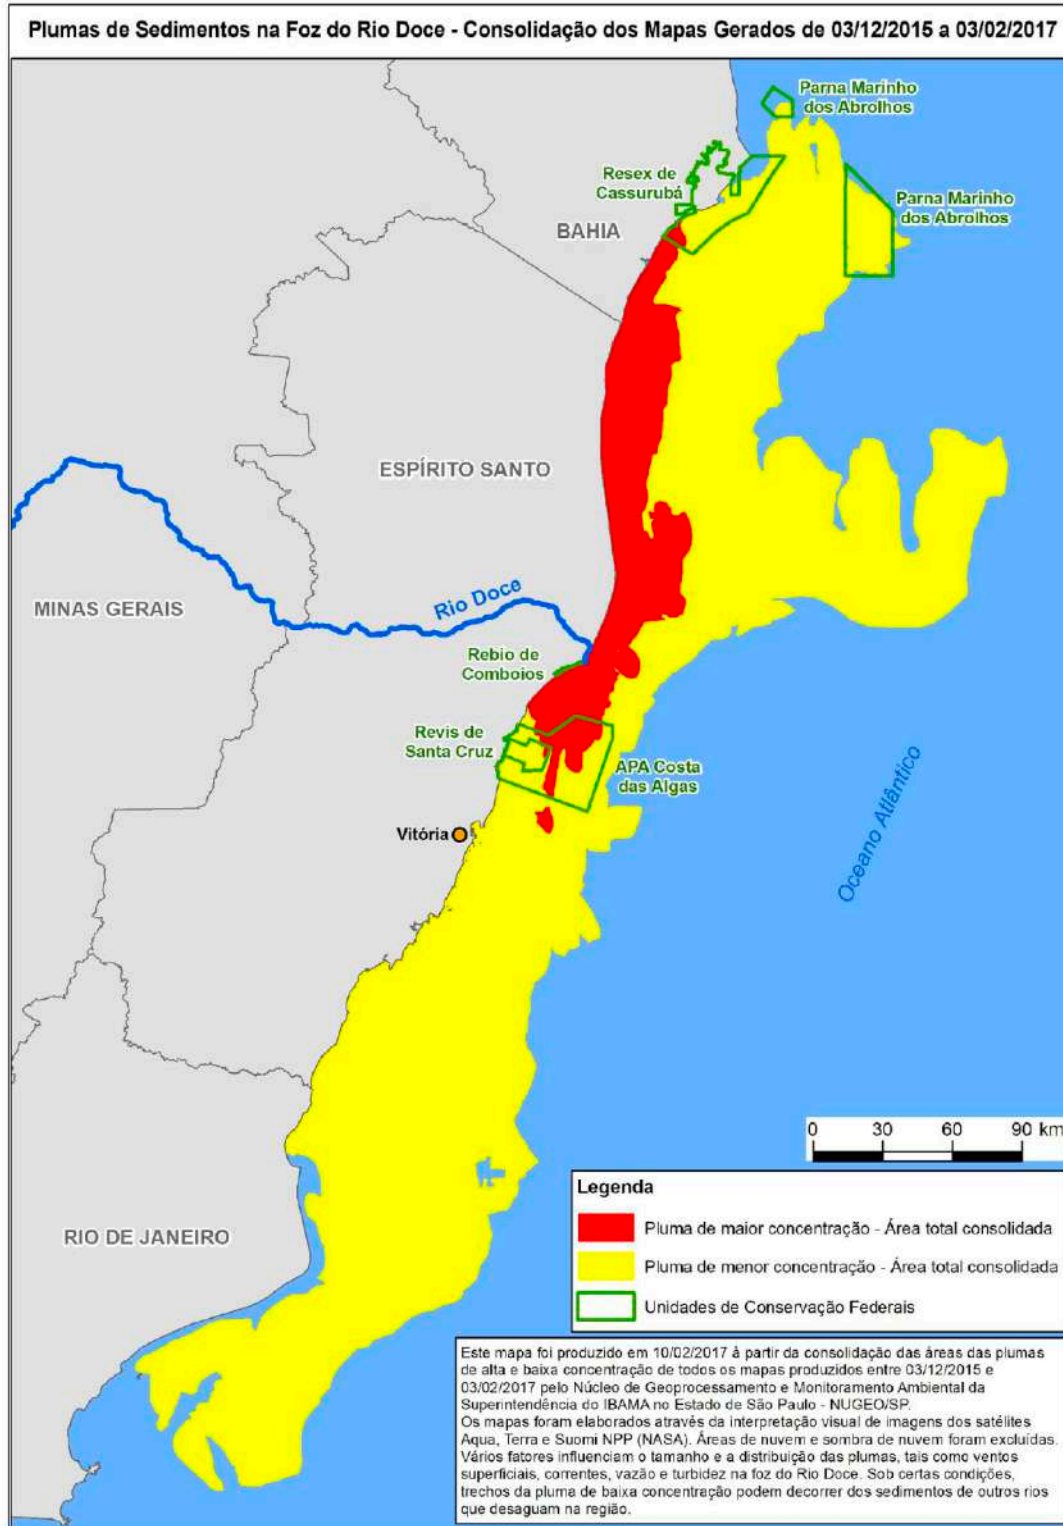 Plumas de Sedimentos na Foz do Rio Doce - Consolidação dos Mapas Gerados de 03/12/2015 a 03/02/2017
Parna Marinho
dos Abrolhos
Resex de
Cassurubá
Parna Marinho
dos Abrolhos
BAHIA
ESPÍRITO SANTO
MINAS GERAIS
Rio Doce
Rebio de
Comboios
Revis de
Santa Cruz
APA Costa
das Algas
Oceano Atlântico
Vitória
0 30 60 90 km
RIO DE JANEIRO
Legenda
Pluma de maior concentração - Área total consolidada
Pluma de menor concentração - Área total consolidada
Unidades de Conservação Federais
Este mapa foi produzido em 10/02/2017 à partir da consolidação das áreas das plumas
de alta e baixa concentração de todos os mapas produzidos entre 03/12/2015 e
03/02/2017 pelo Núcleo de Geoprocessamento e Monitoramento Ambiental da
Superintendência do IBAMA no Estado de São Paulo - NUGEO/SP.
Os mapas foram elaborados através da interpretação visual de imagens dos satélites
Aqua, Terra e Suomi NPP (NASA). Áreas de nuvem e sombra de nuvem foram excluídas.
Vários fatores influenciam o tamanho e a distribuição das plumas, tais como ventos
superficiais, correntes, vazão e turbidez na foz do Rio Doce. Sob certas condições,
trechos da pluma de baixa concentração podem decorrer dos sedimentos de outros rios
que desaguam na região.